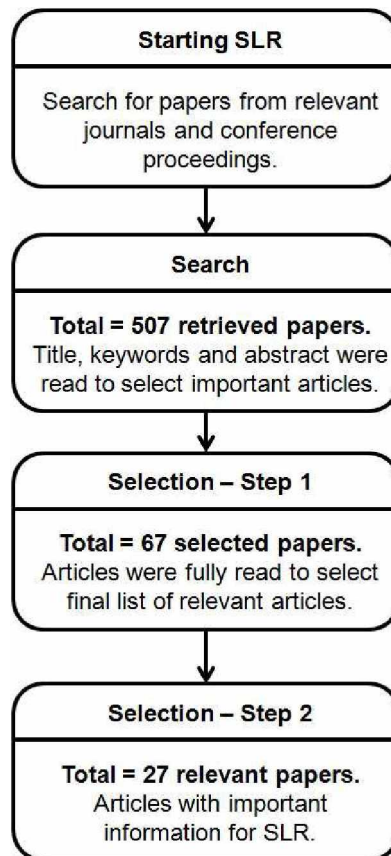 Starting SLR
Search for papers from relevant
journals and conference
proceedings.
Search
Total = 507 retrieved papers.
Title, keywords and abstract were
read to select important articles.
Selection – Step 1
Total = 67 selected papers.
Articles were fully read to select
final list of relevant articles.
Selection – Step 2
Total = 27 relevant papers.
Articles with important
information for SLR.